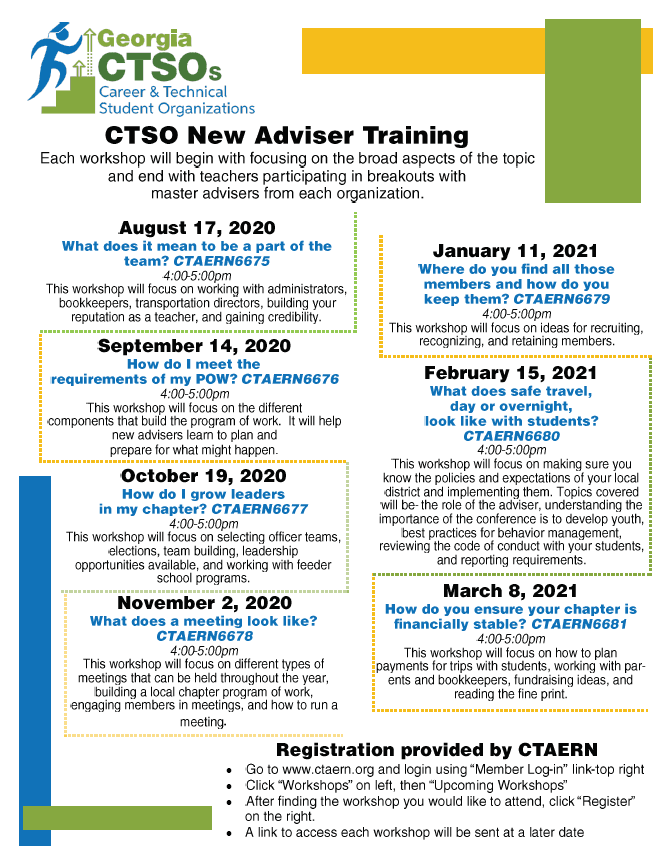 Georgia
CTSOs
Career & Technical
Student Organizations
CTSO New Adviser Training
Each workshop will begin with focusing on the broad aspects of the topic
and end with teachers participating in breakouts with
master advisers from each organization.
August 17, 2020
What does it mean to be a part of the
team? CTAERN6675
4:00-5:00pm
This workshop will focus on working with administrators,
bookkeepers, transportation directors, building your
reputation as a teacher, and gaining credibility.
September 14, 2020
How do I meet the
requirements of my POW? CTAERN6676
4:00-5:00pm
This workshop will focus on the different
components that build the program of work. It will help
new advisers learn to plan and
prepare for what might happen.
October 19, 2020
How do I grow leaders
in my chapter? CTAERN6677
4:00-5:00pm
This workshop will focus on selecting officer teams,
elections, team building, leadership
opportunities available, and working with feeder
school programs.
November 2, 2020
What does a meeting look like?
CTAERN6678
4:00-5:00pm
This workshop will focus on different types of
meetings that can be held throughout the year,
building a local chapter program of work,
engaging members in meetings, and how to run a
meeting.
January 11, 2021
Where do you find all those
members and how do you
keep them? CTAERN6679
4:00-5:00pm
This workshop will focus on ideas for recruiting,
recognizing, and retaining members.
February 15, 2021
What does safe travel,
day or overnight,
look like with students?
CTAERN6680
4:00-5:00pm
This workshop will focus on making sure you
know the policies and expectations of your local
district and implementing them. Topics covered
will be- the role of the adviser, understanding the
importance of the conference is to develop youth,
best practices for behavior management,
reviewing the code of conduct with your students,
and reporting requirements.
March 8, 2021
How do you ensure your chapter is
financially stable? CTAERN6681
4:00-5:00pm
This workshop will focus on how to plan
payments for trips with students, working with par-
ents and bookkeepers, fundraising ideas, and
reading the fine print.
Registration provided by CTAERN
• Go to www.ctaern.org and login using “Member Log-in” link-top right
• Click “Workshops” on left, then “Upcoming Workshops”
• After finding the workshop you would like to attend, click “Register”
on the right.
• A link to access each workshop will be sent at a later date